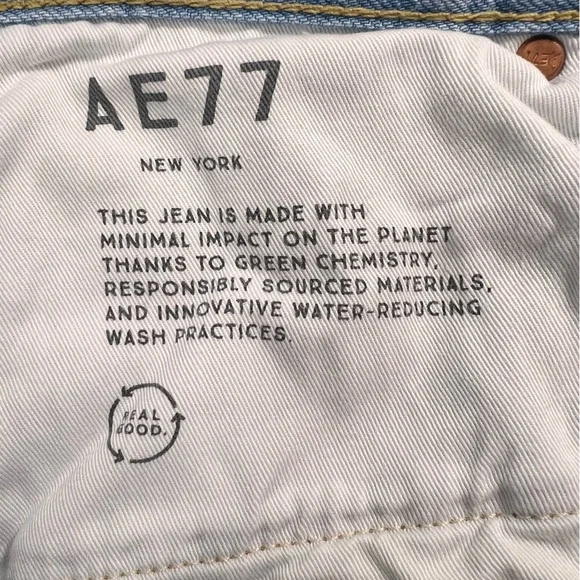 AE77
NEW YORK
THIS JEAN IS MADE WITH
MINIMAL IMPACT ON THE PLANET
THANKS TO GREEN CHEMISTRY,
RESPONSIBLY SOURCED MATERIALS,
AND INNOVATIVE WATER-REDUCING
WASH PRACTICES.
REAL
GOOD.